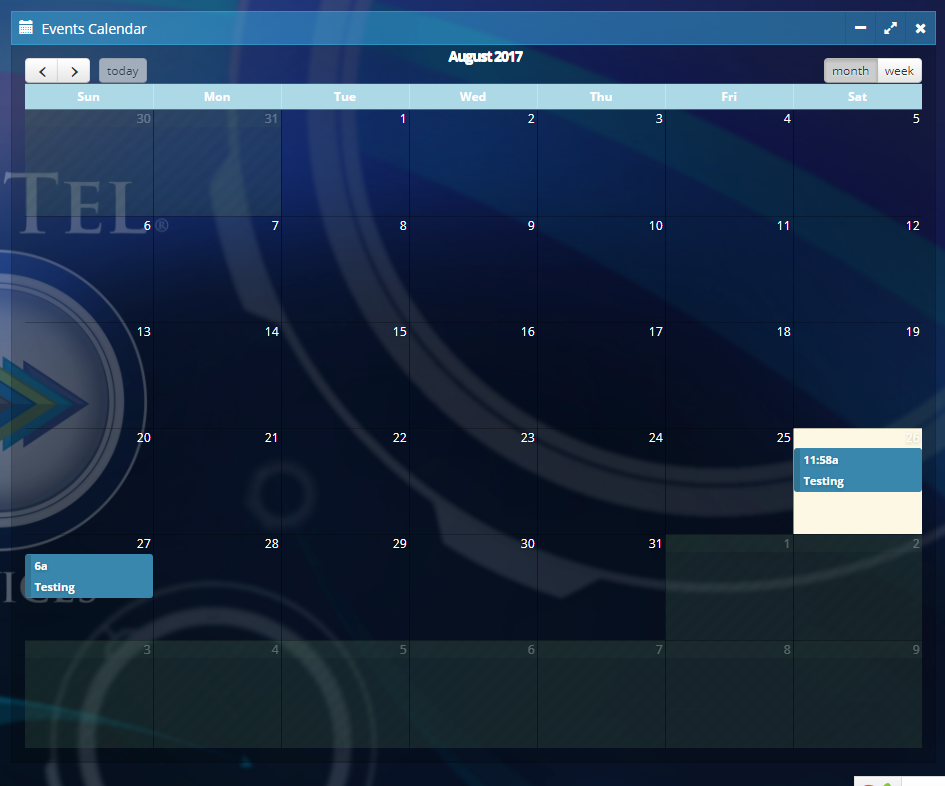 Events Calendar
August 2017
today
month week
Sun Mon Tue Wed Thu Fri Sat
30 31 1 2 3 4 5
TEL
6 ® 7 8 9 10 11 12
13 14 15 16 17 18 19
20 21 22 23 24 25 26
11:58a
Testing
27 28 29 30 31 1 2
6a
Testing
3 4 5 6 7 8 9